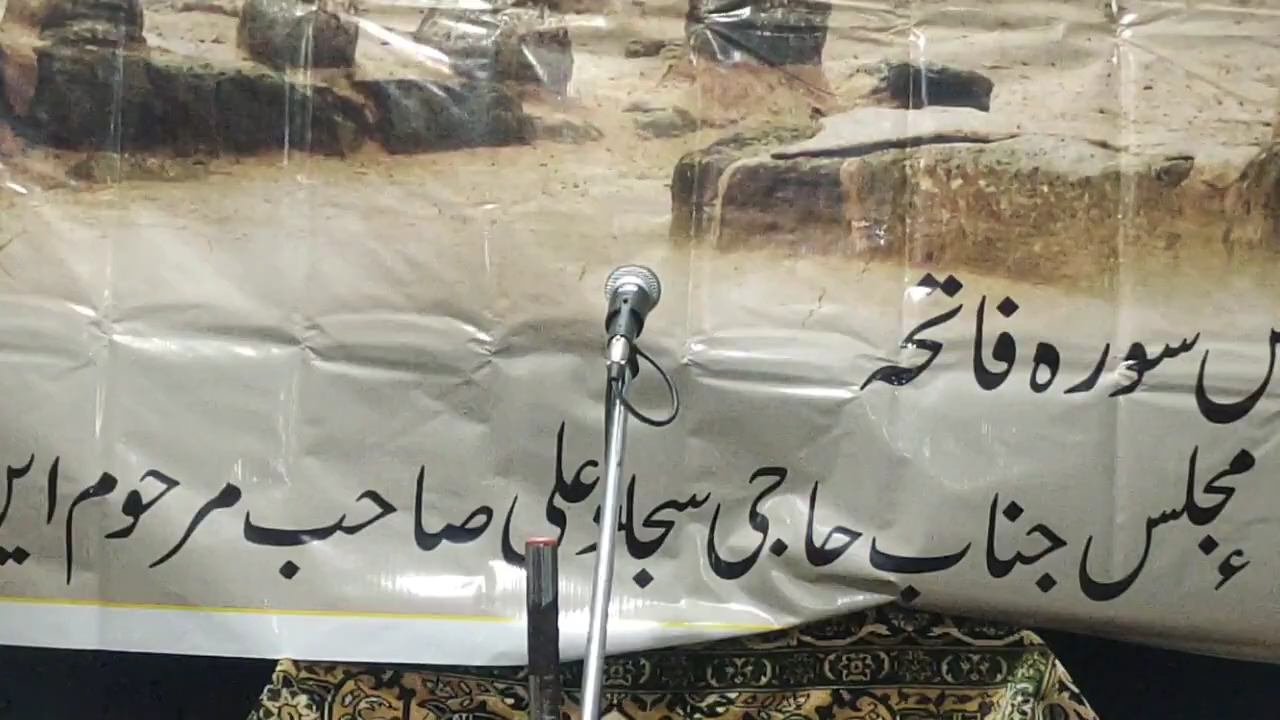 سورہ فاتحہ
مجلس جناب حاجی سجاد علی صاحب مرحوم